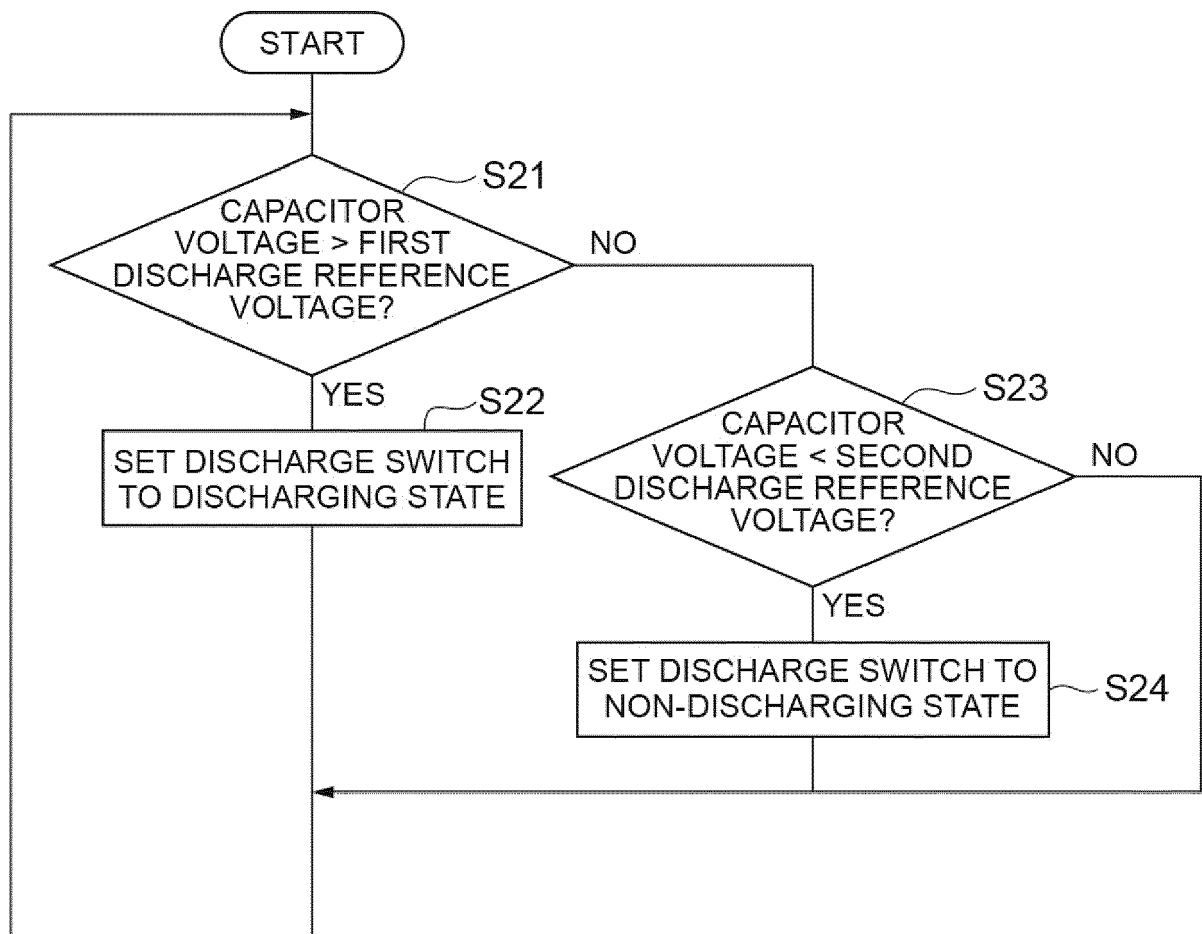 START
S21
CAPACITOR
VOLTAGE > FIRST
DISCHARGE REFERENCE
VOLTAGE?
NO
YES
S22
SET DISCHARGE SWITCH
TO DISCHARGING STATE
S23
CAPACITOR
VOLTAGE < SECOND
DISCHARGE REFERENCE
VOLTAGE?
NO
YES
SET DISCHARGE SWITCH TO
NON-DISCHARGING STATE
S24